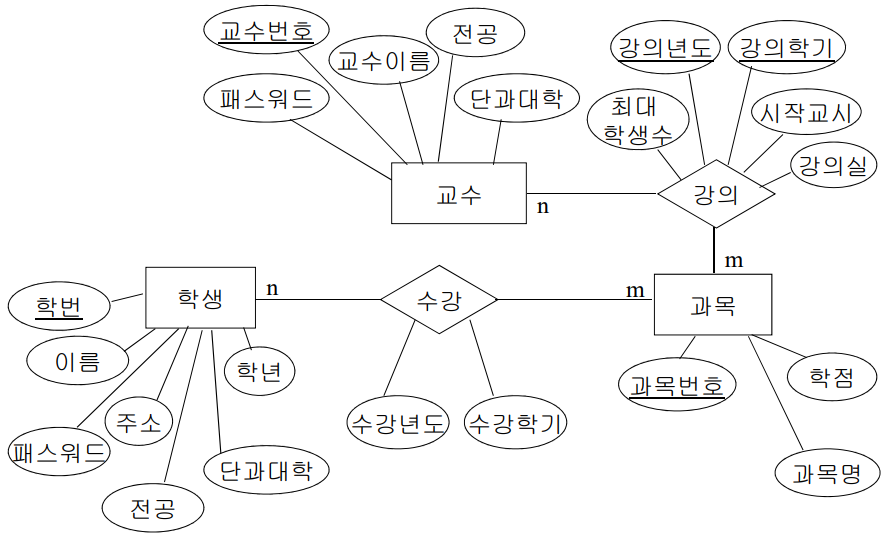 교수번호
전공
교수이름
패스워드
단과대학
교수
n
강의년도
강의학기
최대
학생수
시작교시
강의실
강의
m
학생
n
수강
m
과목
학번
이름
학년
주소
패스워드
단과대학
전공
수강년도
수강학기
과목번호
학점
과목명